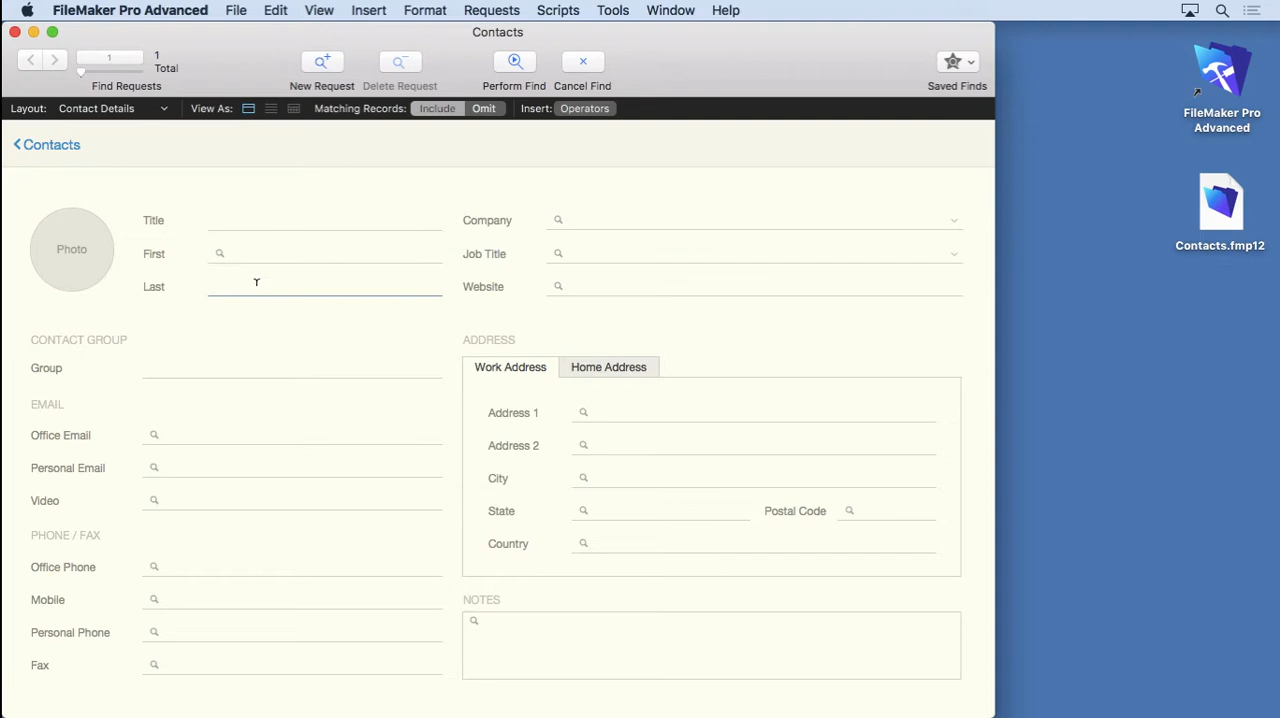 FileMaker Pro Advanced File Edit View Insert Format Requests Scripts Tools Window Help
Contacts
1
1
Total
Find Requests
New Request
Delete Request
Perform Find
Cancel Find
Saved Finds
Layout: Contact Details View As: Matching Records: Include Omit Insert: Operators
Contacts
Photo
Title
First
Last
Company
Job Title
Website
CONTACT GROUP
Group
EMAIL
Office Email
Personal Email
Video
PHONE / FAX
Office Phone
Mobile
Personal Phone
Fax
ADDRESS
Work Address Home Address
Address 1
Address 2
City
State Postal Code
Country
NOTES
FileMaker Pro
Advanced
Contacts.fmp12